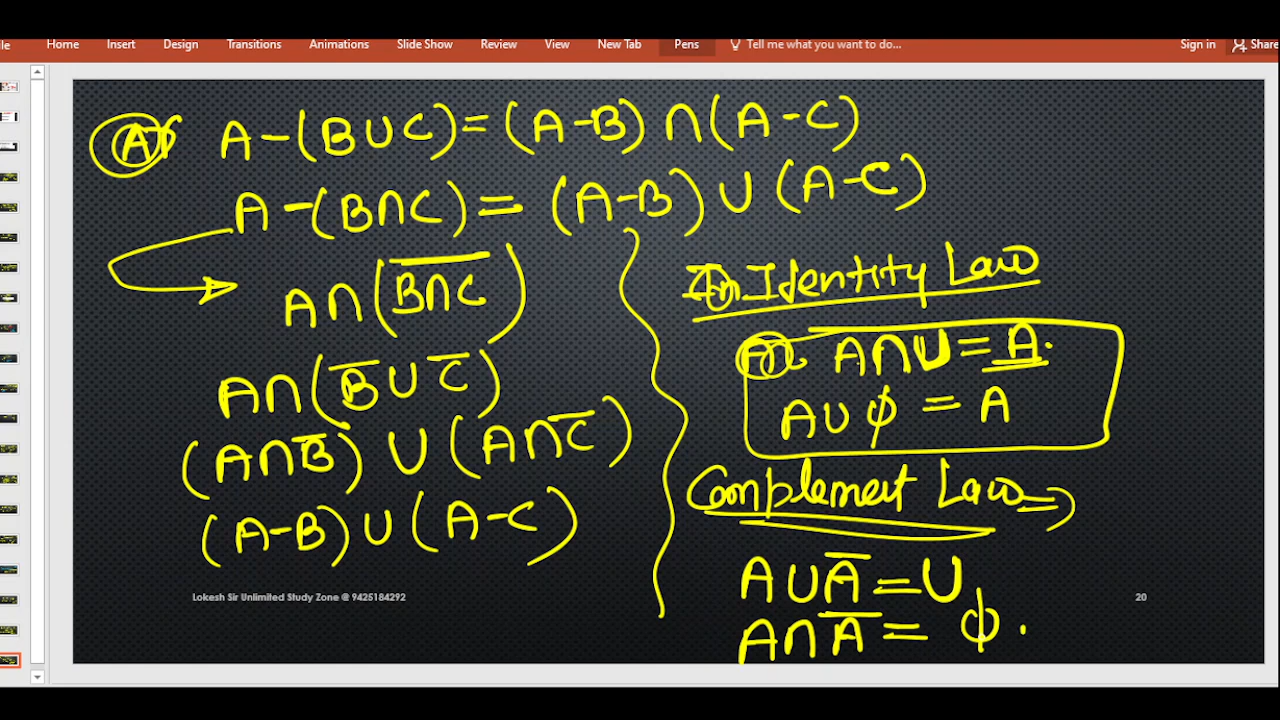 Home Insert Design Transitions Animations Slide Show Review View New Tab Pens Tell me what you want to do... Sign in Share
A-(B∪C)=(A-B)∩(A-C)
A-(B∩C)=(A-B)∪(A-C)
A∩(B̅∩̅C̅)
A∩(B̅∪C̅)
(A∩B̅)∪(A∩C̅)
(A-B)∪(A-C)
Identity Law
A∩U=A.
A∪ϕ=A
Complement Law⇒
A∪A̅=U
A∩A̅=ϕ.
Lokesh Sir Unlimited Study Zone @ 9425184292
20